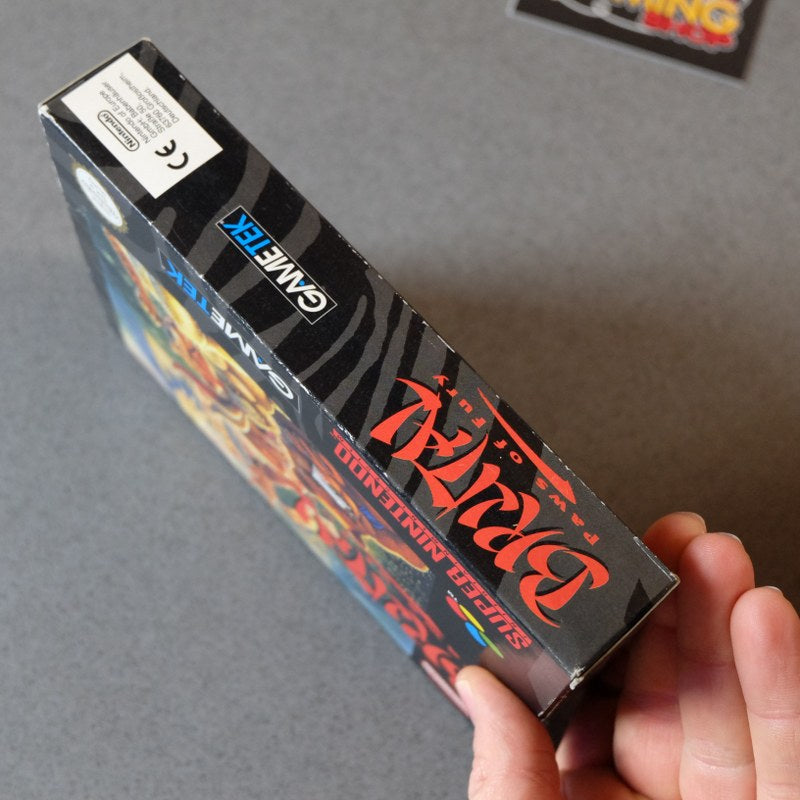 BRUTAL
PAWS OF FURY
GAMETEK
Nintendo
Nintendo of Europe
GmbH: Babenhäuser
Straße 50,
63760 Großostheim,
Deutschland.
CE
SUPER NINTENDO
GAMETEK
SHOP